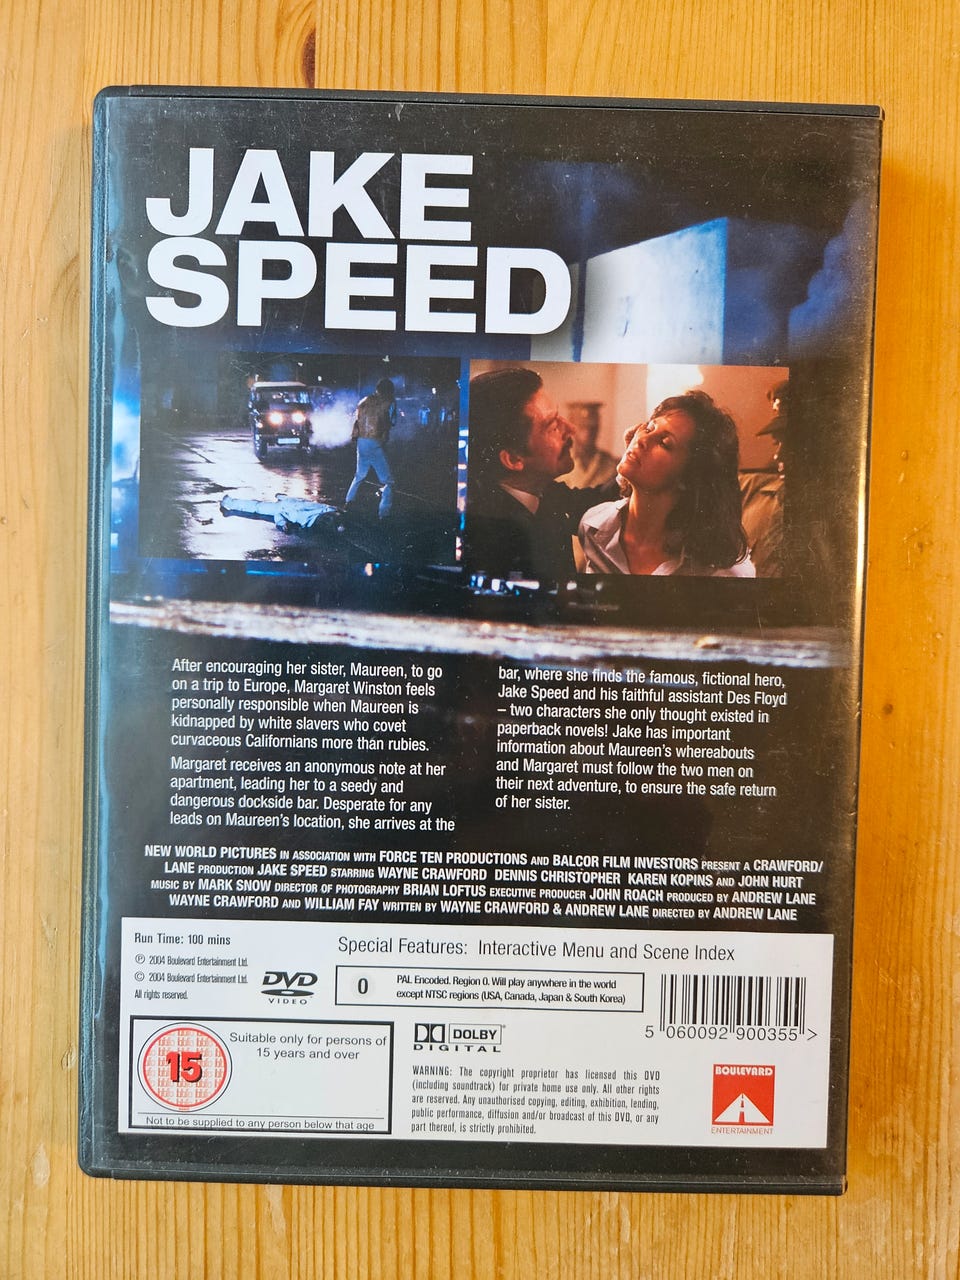 JAKE
SPEED
After encouraging her sister, Maureen, to go
on a trip to Europe, Margaret Winston feels
personally responsible when Maureen is
kidnapped by white slavers who covet
curvaceous Californians more than rubies.
Margaret receives an anonymous note at her
apartment, leading her to a seedy and
dangerous dockside bar. Desperate for any
leads on Maureen's location, she arrives at the
bar, where she finds the famous, fictional hero,
Jake Speed and his faithful assistant Des Floyd
– two characters she only thought existed in
paperback novels! Jake has important
information about Maureen's whereabouts
and Margaret must follow the two men on
their next adventure, to ensure the safe return
of her sister.
NEW WORLD PICTURES IN ASSOCIATION WITH FORCE TEN PRODUCTIONS AND BALCOR FILM INVESTORS PRESENT A CRAWFORD/
LANE PRODUCTION JAKE SPEED STARRING WAYNE CRAWFORD DENNIS CHRISTOPHER KAREN KOPINS AND JOHN HURT
MUSIC BY MARK SNOW DIRECTOR OF PHOTOGRAPHY BRIAN LOFTUS EXECUTIVE PRODUCER JOHN ROACH PRODUCED BY ANDREW LANE
WAYNE CRAWFORD AND WILLIAM FAY WRITTEN BY WAYNE CRAWFORD & ANDREW LANE DIRECTED BY ANDREW LANE
Run Time: 100 mins
℗ 2004 Boulevard Entertainment Ltd.
© 2004 Boulevard Entertainment Ltd.
All rights reserved.
DVD
VIDEO
Special Features: Interactive Menu and Scene Index
0
PAL Encoded. Region 0. Will play anywhere in the world
except NTSC regions (USA, Canada, Japan & South Korea)
5 060092 900355 >
15
Suitable only for persons of
15 years and over
Not to be supplied to any person below that age
DOLBY
DIGITAL
WARNING: The copyright proprietor has licensed this DVD
(including soundtrack) for private home use only. All other rights
are reserved. Any unauthorised copying, editing, exhibition, lending,
public performance, diffusion and/or broadcast of this DVD, or any
part thereof, is strictly prohibited.
BOULEVARD
ENTERTAINMENT